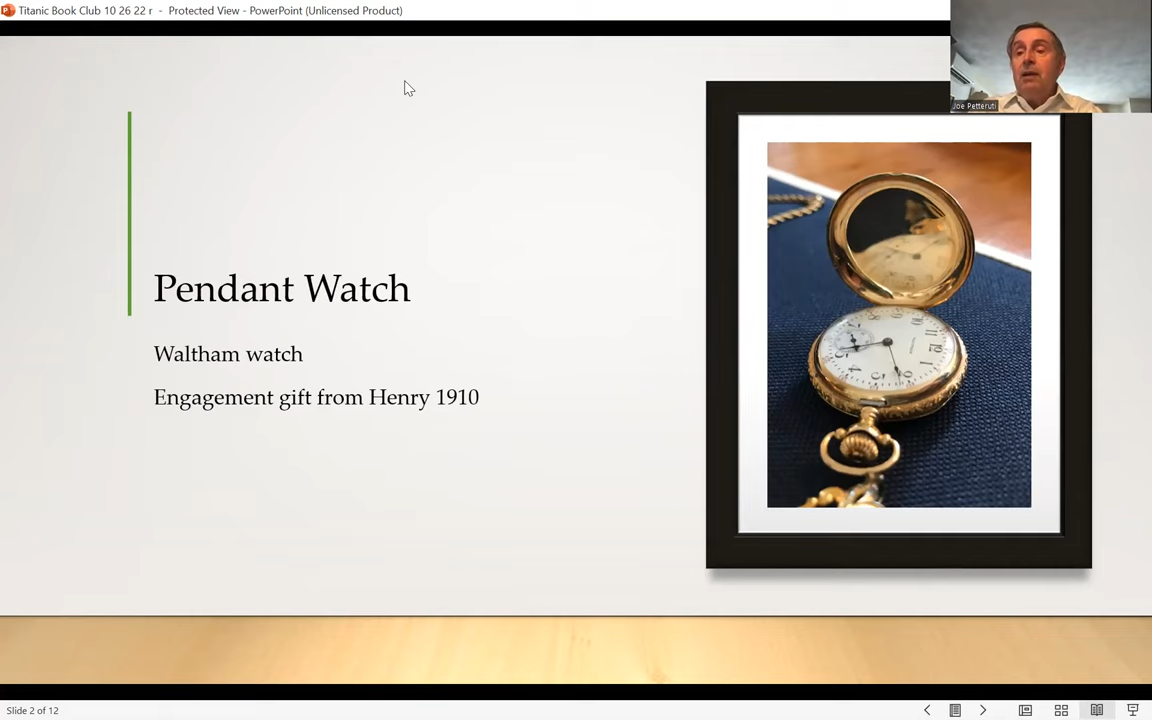 Titanic Book Club 10 26 22 r - Protected View - PowerPoint (Unlicensed Product)
Joe Petteruti
Pendant Watch
Waltham watch
Engagement gift from Henry 1910
Slide 2 of 12